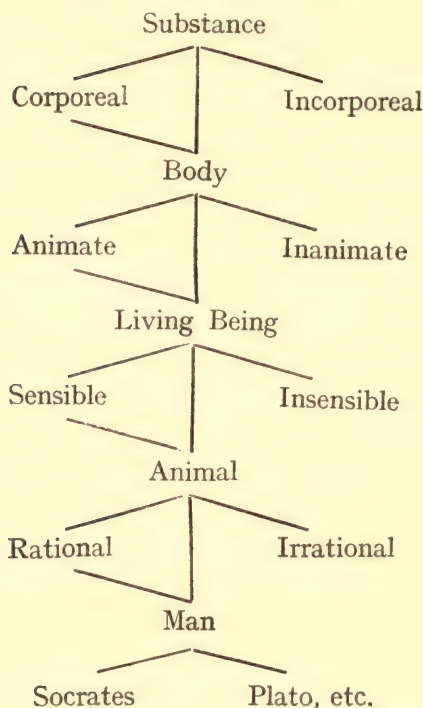 Substance
Corporeal Incorporeal
Body
Animate Inanimate
Living Being
Sensible Insensible
Animal
Rational Irrational
Man
Socrates Plato, etc.